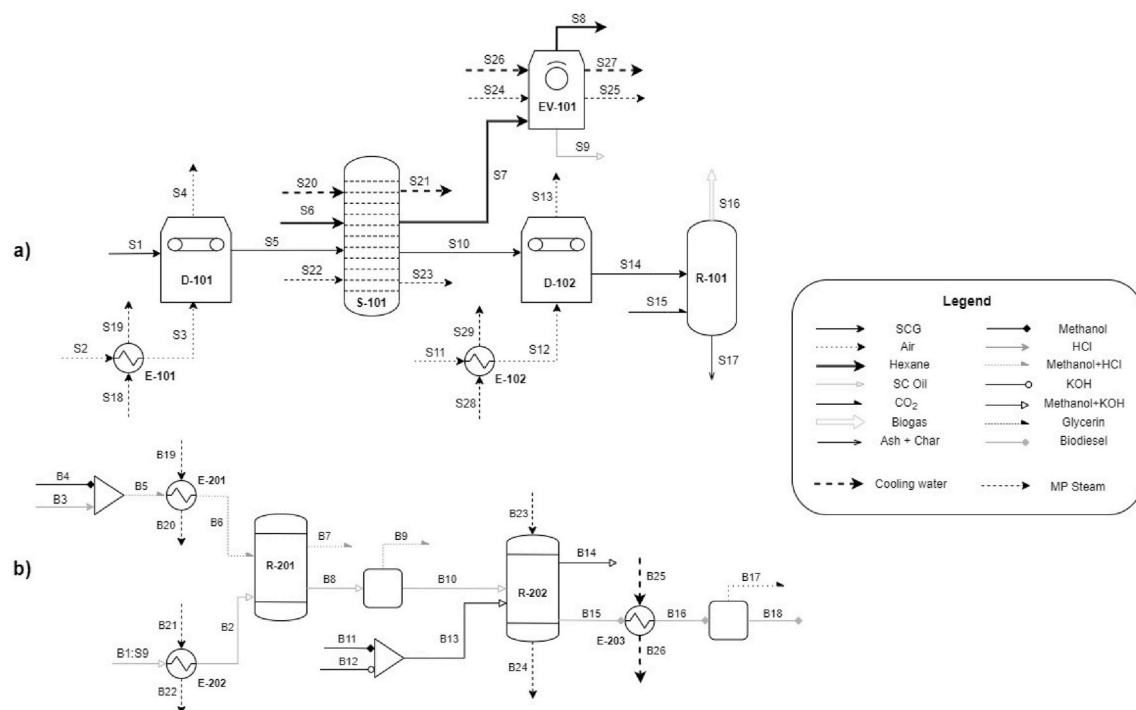 S8
S26
S27
S24
S25
EV-101
S9
S4
S20
S21
S7
S13
S16
S6
a)
S1
S5
S10
S14
D-101
S22
S23
D-102
R-101
S15
S-101
S19
S3
S29
S12
S17
S2
S11
E-101
E-102
S18
S28
Legend
SCG
Methanol
Air
HCl
Hexane
Methanol+HCl
SC Oil
KOH
CO2
Methanol+KOH
Biogas
Glycerin
Ash + Char
Biodiesel
Cooling water
MP Steam
B19
E-201
B4
B5
B3
B20
B6
B7
B9
B23
B14
b)
R-201
B8
B10
R-202
B25
B17
B15
B16
B18
B21
B2
B11
B13
B12
E-203
B26
B1:S9
B24
B22
E-202